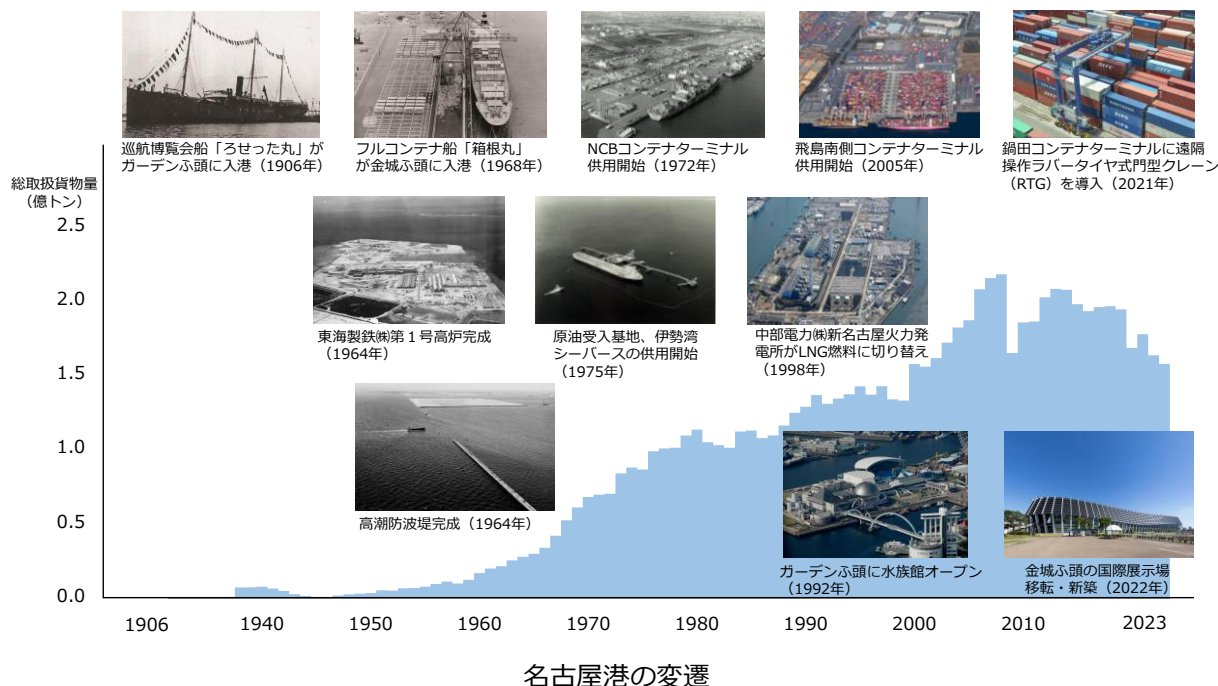 巡航博覧会船「ろせった丸」が
ガーデンふ頭に入港（1906年）
フルコンテナ船「箱根丸」
が金城ふ頭に入港（1968年）
NCBコンテナターミナル
供用開始（1972年）
飛島南側コンテナターミナル
供用開始（2005年）
鍋田コンテナターミナルに遠隔
操作ラバータイヤ式門型クレーン
（RTG）を導入（2021年）
総取扱貨物量
（億トン）
2.5
2.0
1.5
1.0
0.5
0.0
東海製鉄㈱第１号高炉完成
（1964年）
原油受入基地、伊勢湾
シーバースの供用開始
（1975年）
中部電力㈱新名古屋火力発
電所がLNG燃料に切り替え
（1998年）
高潮防波堤完成（1964年）
ガーデンふ頭に水族館オープン
（1992年）
金城ふ頭の国際展示場
移転・新築（2022年）
1906
1940
1950
1960
1970
1980
1990
2000
2010
2023
名古屋港の変遷